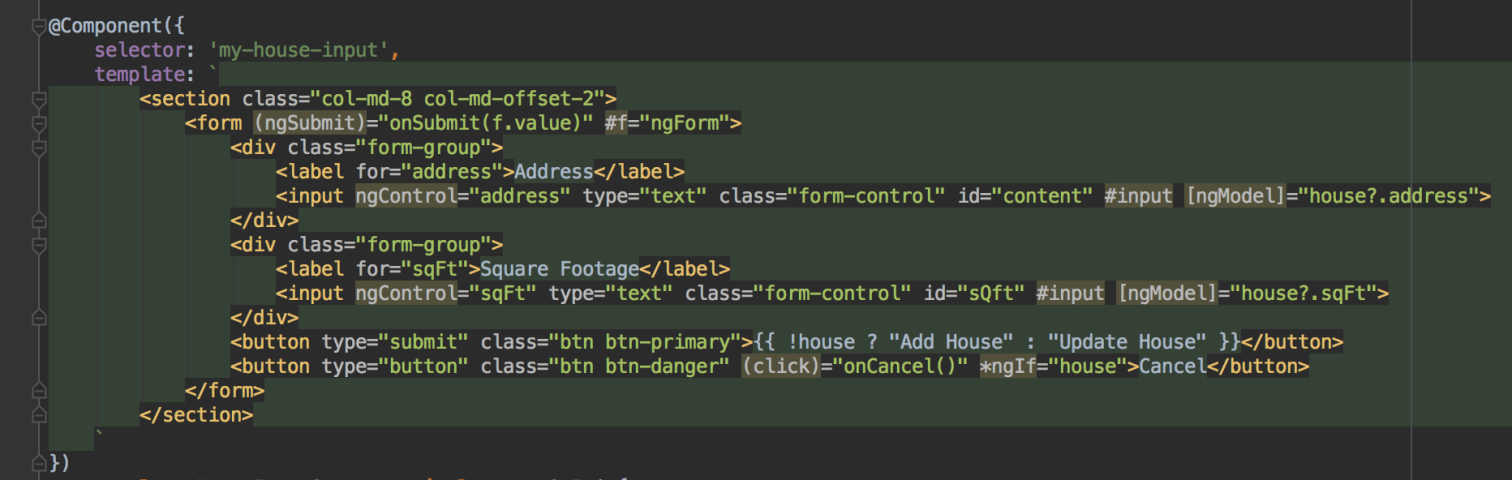 @Component({
    selector: 'my-house-input',
    template: `
        <section class="col-md-8 col-md-offset-2">
            <form (ngSubmit)="onSubmit(f.value)" #f="ngForm">
                <div class="form-group">
                    <label for="address">Address</label>
                    <input ngControl="address" type="text" class="form-control" id="content" #input [ngModel]="house?.address">
                </div>
                <div class="form-group">
                    <label for="sqFt">Square Footage</label>
                    <input ngControl="sqFt" type="text" class="form-control" id="sQft" #input [ngModel]="house?.sqFt">
                </div>
                <button type="submit" class="btn btn-primary">{{ !house ? "Add House" : "Update House" }}</button>
                <button type="button" class="btn btn-danger" (click)="onCancel()" *ngIf="house">Cancel</button>
            </form>
        </section>
    `
})